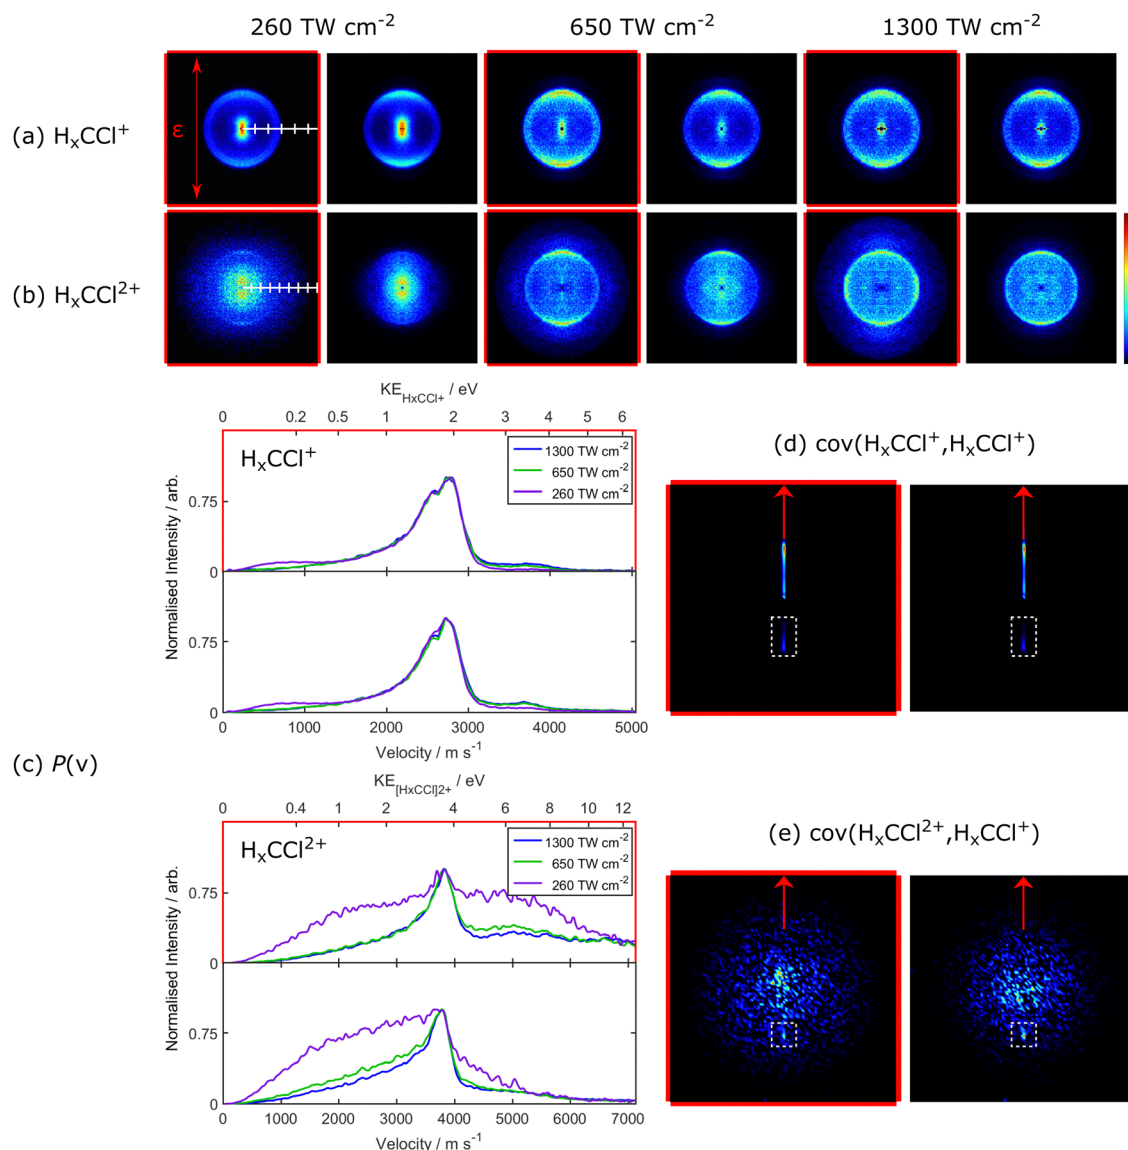 260 TW cm⁻²	650 TW cm⁻²	1300 TW cm⁻²
(a) HₓCCl⁺
ε
(b) HₓCCl²⁺
KE_HxCCl+ / eV
0 0.2 0.5 1 2 3 4 5 6
HₓCCl⁺
1300 TW cm⁻²
650 TW cm⁻²
260 TW cm⁻²
0.75
0
0.75
0
Normalised Intensity / arb.
0 1000 2000 3000 4000 5000
Velocity / m s⁻¹
(d) cov(HₓCCl⁺,HₓCCl⁺)
(c) P(v)
KE_[HxCCl]2+ / eV
0 0.4 1 2 4 6 8 10 12
HₓCCl²⁺
1300 TW cm⁻²
650 TW cm⁻²
260 TW cm⁻²
0.75
0
0.75
0
Normalised Intensity / arb.
0 1000 2000 3000 4000 5000 6000 7000
Velocity / m s⁻¹
(e) cov(HₓCCl²⁺,HₓCCl⁺)